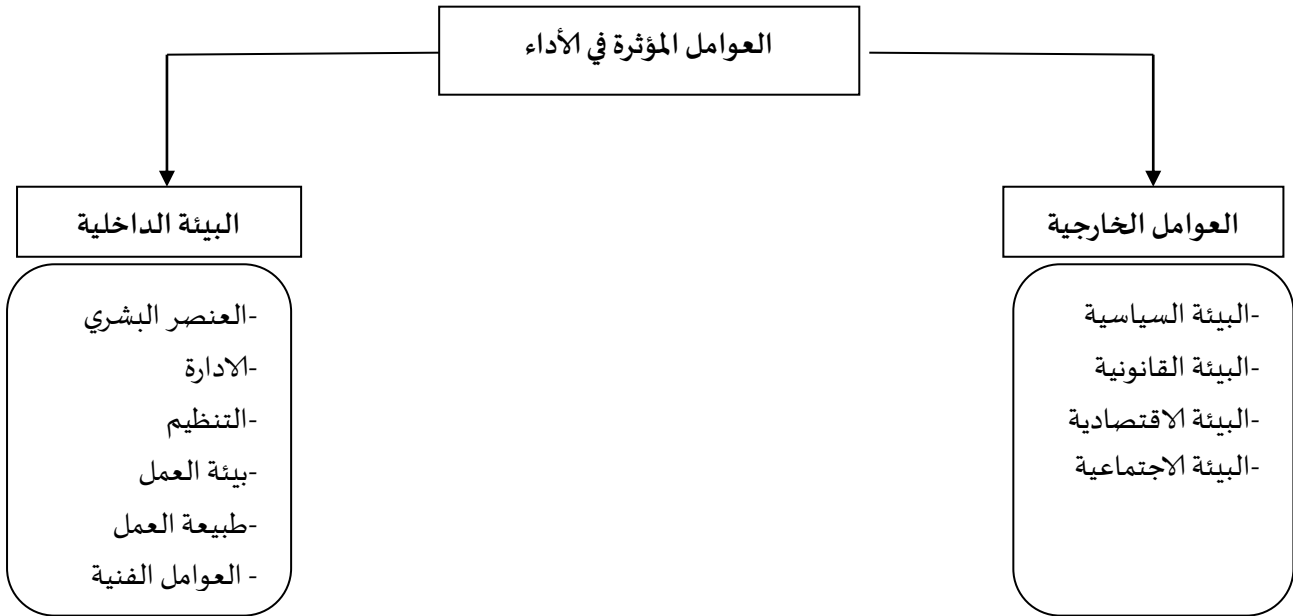 العوامل المؤثرة في الأداء
العوامل الخارجية
-البيئة السياسية
-البيئة القانونية
-البيئة الاقتصادية
-البيئة الاجتماعية
البيئة الداخلية
-العنصر البشري
-الادارة
-التنظيم
-بيئة العمل
-طبيعة العمل
- العوامل الفنية